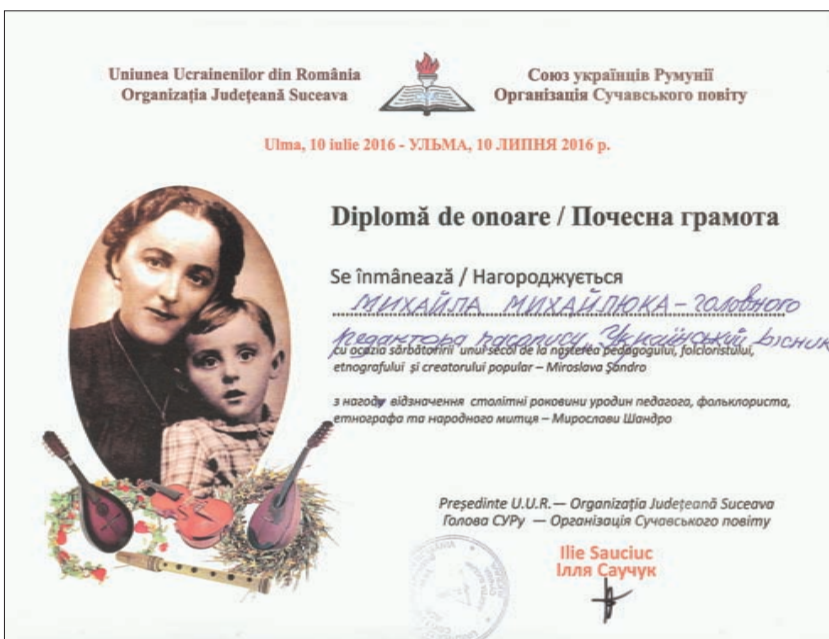 Uniunea Ucrainenilor din România
Organizația Județeană Suceava
Союз українців Румунії
Організація Сучавського повіту
Ulma, 10 iulie 2016 - УЛЬМА, 10 ЛИПНЯ 2016 р.
Diplomă de onoare / Почесна грамота
Se înmânează / Нагороджується
МИХАЙЛА МИХАЙЛЮКА – головного
редактора часопису „Український вісник
cu ocazia sărbătoririi unui secol de la nașterea pedagogului, folcloristului,
etnografului și creatorului popular – Miroslava Șandro
з нагоду відзначення столітні роковини уродин педагога, фольклориста,
етнографа та народного митця – Мирослави Шандро
Președinte U.U.R. — Organizația Județeană Suceava
Голова СУРу — Організація Сучавського повіту
Ilie Sauciuc
Ілля Саучук